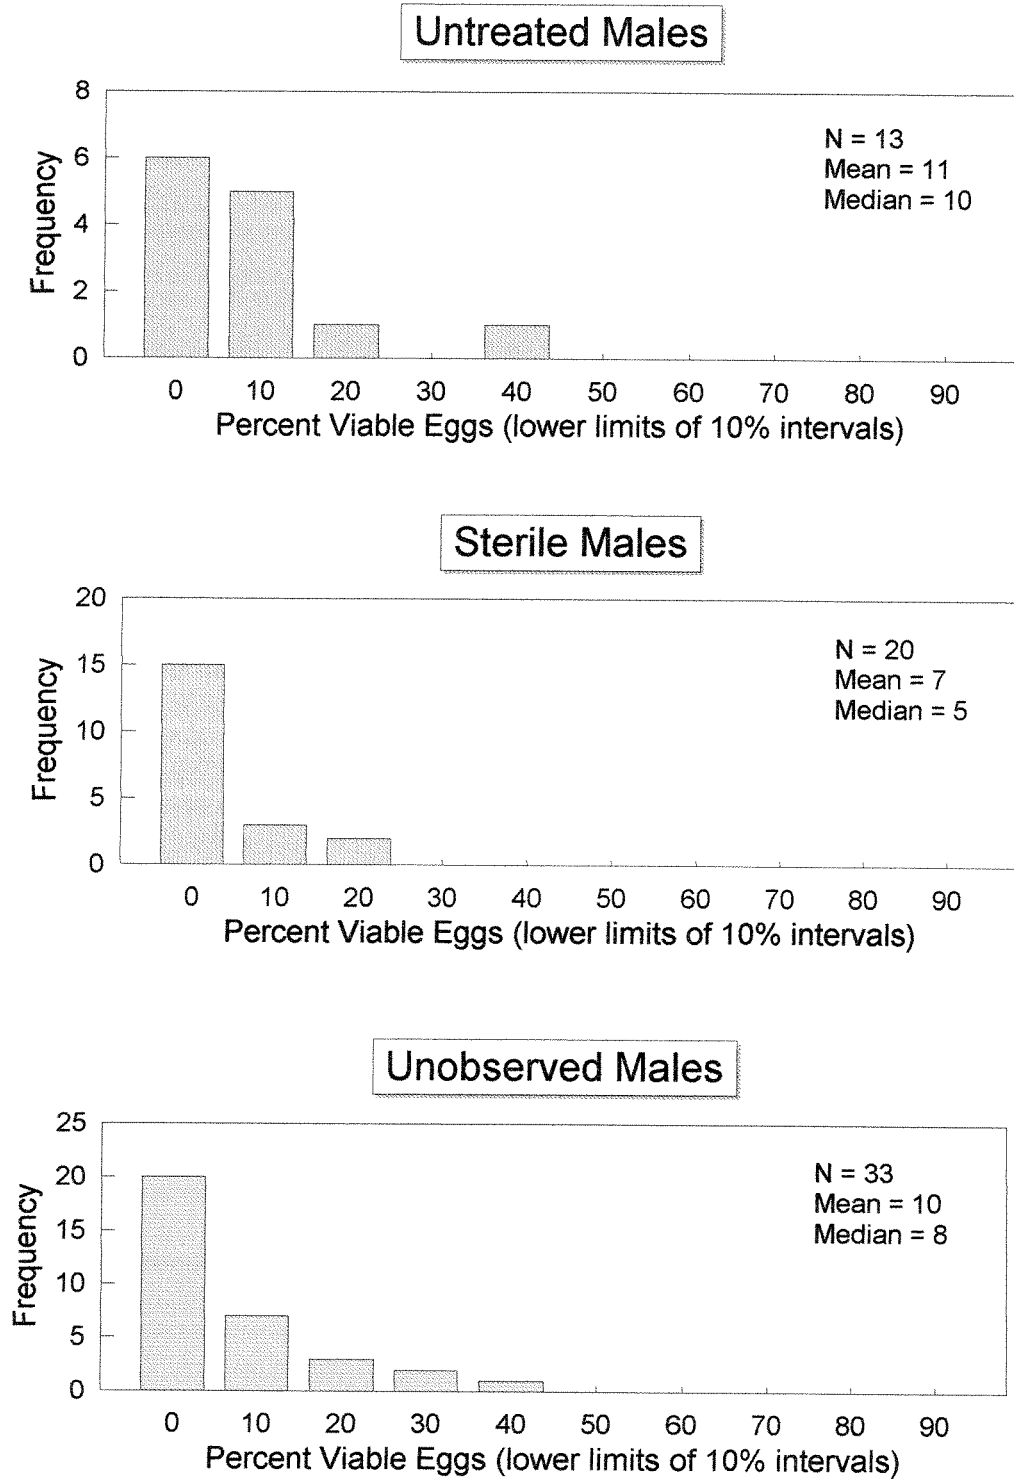 Untreated Males
8
6
4
2
0
Frequency
N = 13
Mean = 11
Median = 10
0 10 20 30 40 50 60 70 80 90
Percent Viable Eggs (lower limits of 10% intervals)
Sterile Males
20
15
10
5
0
Frequency
N = 20
Mean = 7
Median = 5
0 10 20 30 40 50 60 70 80 90
Percent Viable Eggs (lower limits of 10% intervals)
Unobserved Males
25
20
15
10
5
0
Frequency
N = 33
Mean = 10
Median = 8
0 10 20 30 40 50 60 70 80 90
Percent Viable Eggs (lower limits of 10% intervals)